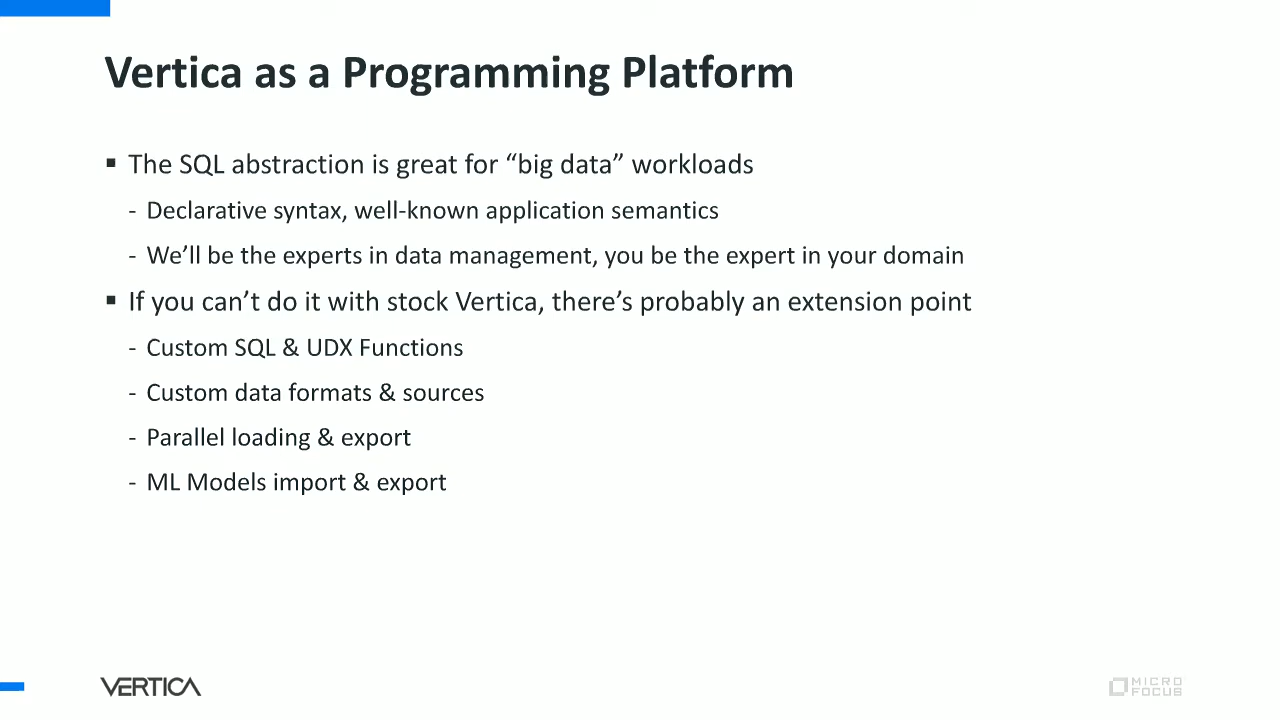 Vertica as a Programming Platform
▪ The SQL abstraction is great for “big data” workloads
- Declarative syntax, well-known application semantics
- We’ll be the experts in data management, you be the expert in your domain
▪ If you can’t do it with stock Vertica, there’s probably an extension point
- Custom SQL & UDX Functions
- Custom data formats & sources
- Parallel loading & export
- ML Models import & export
VERTICA
MICRO
FOCUS